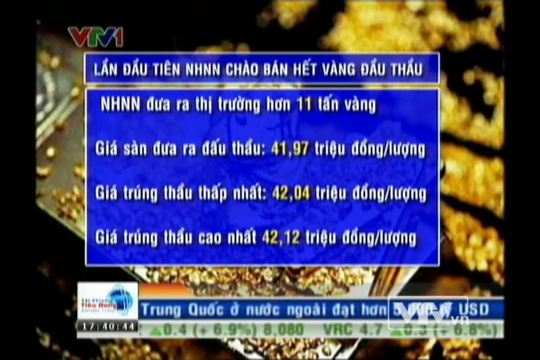 VTV1
LẦN ĐẦU TIÊN NHNN CHÀO BÁN HẾT VÀNG ĐẤU THẦU
NHNN đưa ra thị trường hơn 11 tấn vàng
Giá sàn đưa ra đấu thầu: 41,97 triệu đồng/lượng
Giá trúng thầu thấp nhất: 42,04 triệu đồng/lượng
Giá trúng thầu cao nhất 42,12 triệu đồng/lượng
Trung Quốc ở nước ngoài đạt hơn USD
17:40:44 0.4 (+ 6.9%) 8,080 VRC 4.7 0.3 (+ 6.8%)